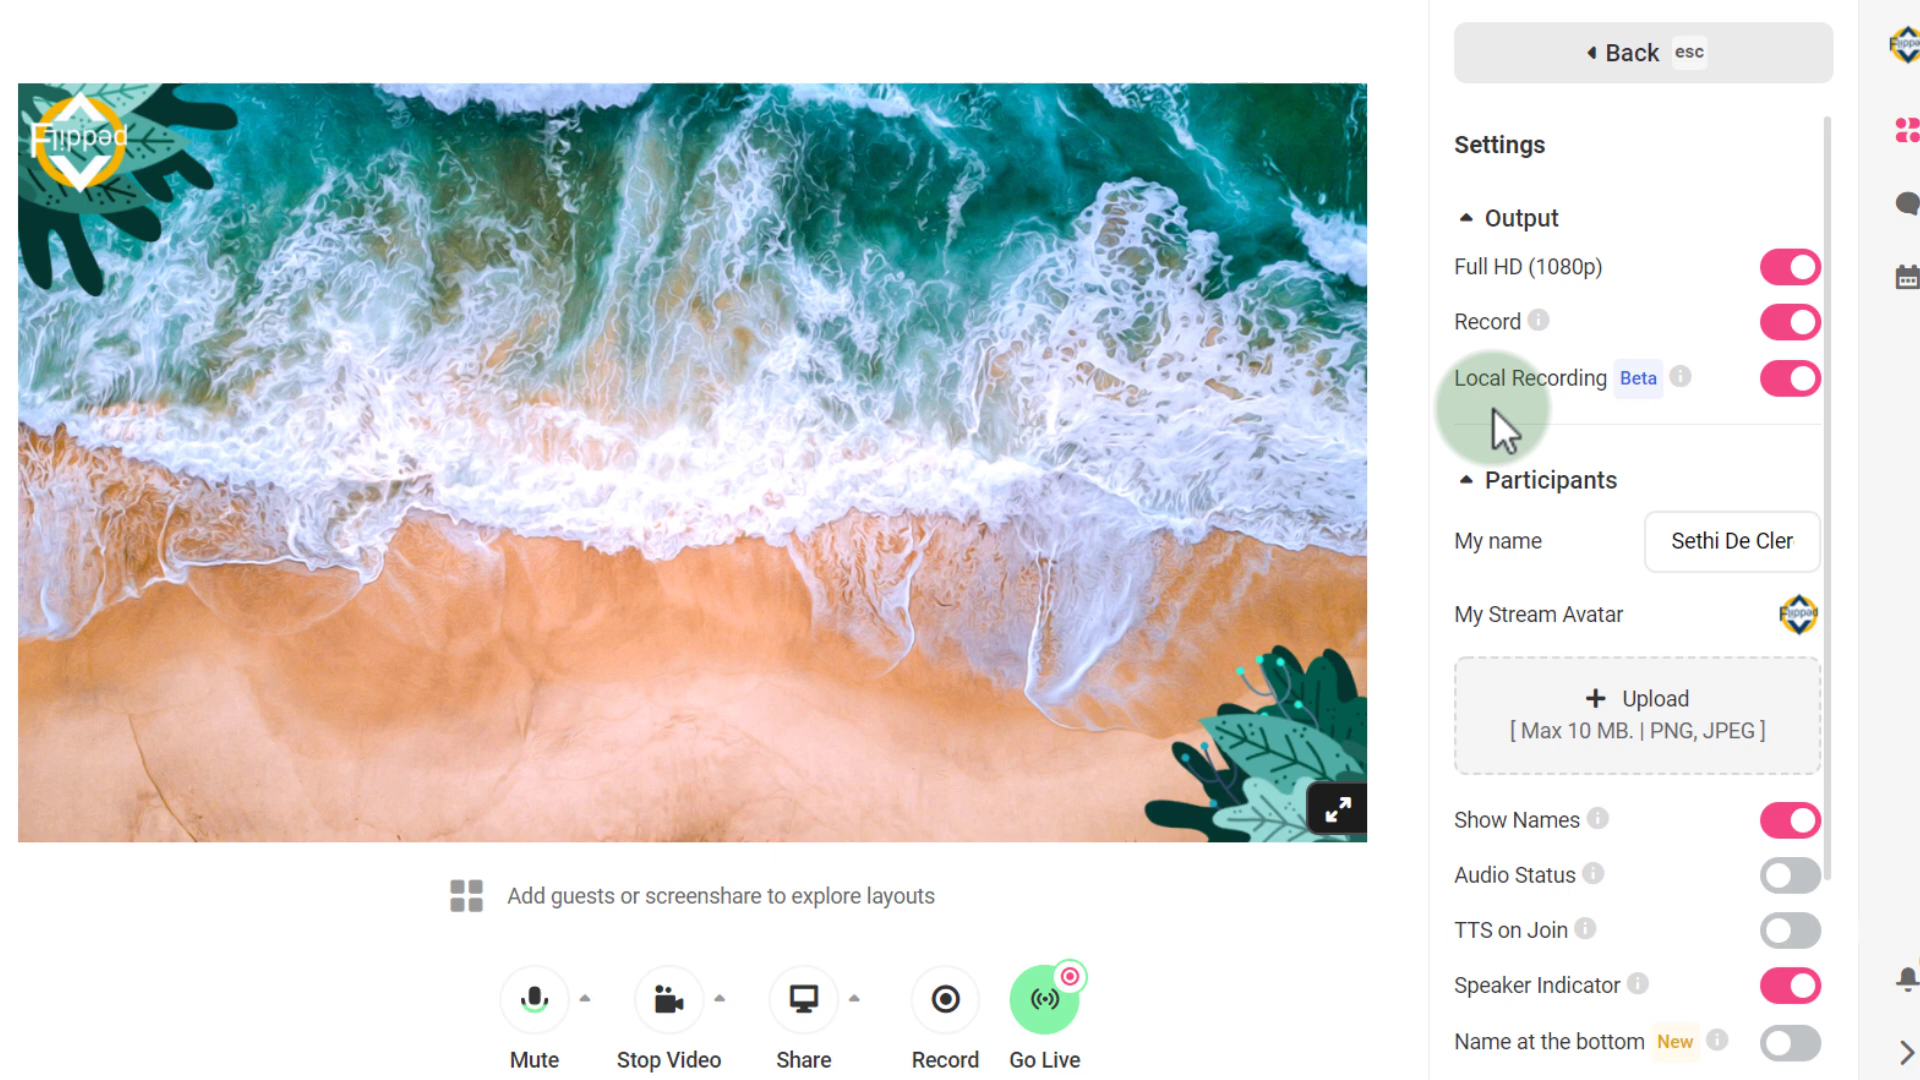 Flipped
Add guests or screenshare to explore layouts
Mute
Stop Video
Share
Record
Go Live
Back esc
Settings
Output
Full HD (1080p)
Record
Local Recording Beta
Participants
My name Sethi De Cler
My Stream Avatar
Flipped
+ Upload
[ Max 10 MB. | PNG, JPEG ]
Show Names
Audio Status
TTS on Join
Speaker Indicator
Name at the bottom New